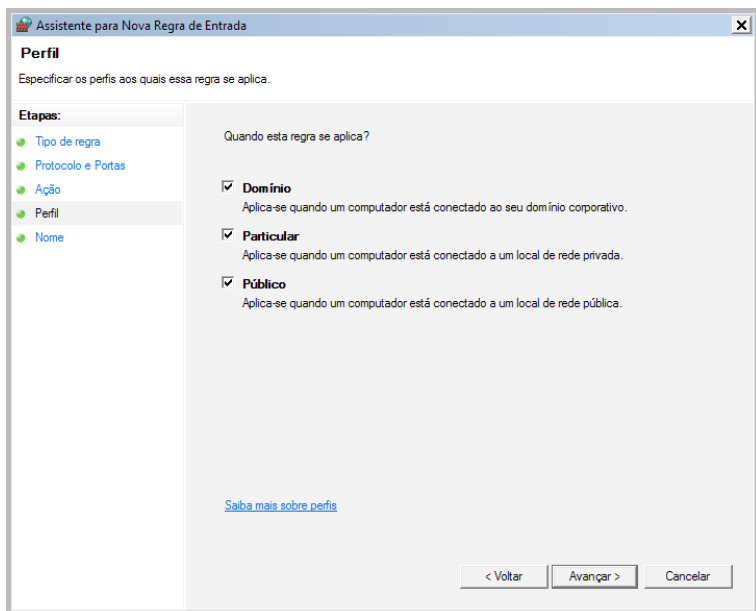 Assistente para Nova Regra de Entrada
Perfil
Especificar os perfis aos quais essa regra se aplica.
Etapas:
Tipo de regra
Protocolo e Portas
Ação
Perfil
Nome
Quando esta regra se aplica?
Domínio
Aplica-se quando um computador está conectado ao seu domínio corporativo.
Particular
Aplica-se quando um computador está conectado a um local de rede privada.
Público
Aplica-se quando um computador está conectado a um local de rede pública.
Saiba mais sobre perfis
< Voltar
Avançar >
Cancelar